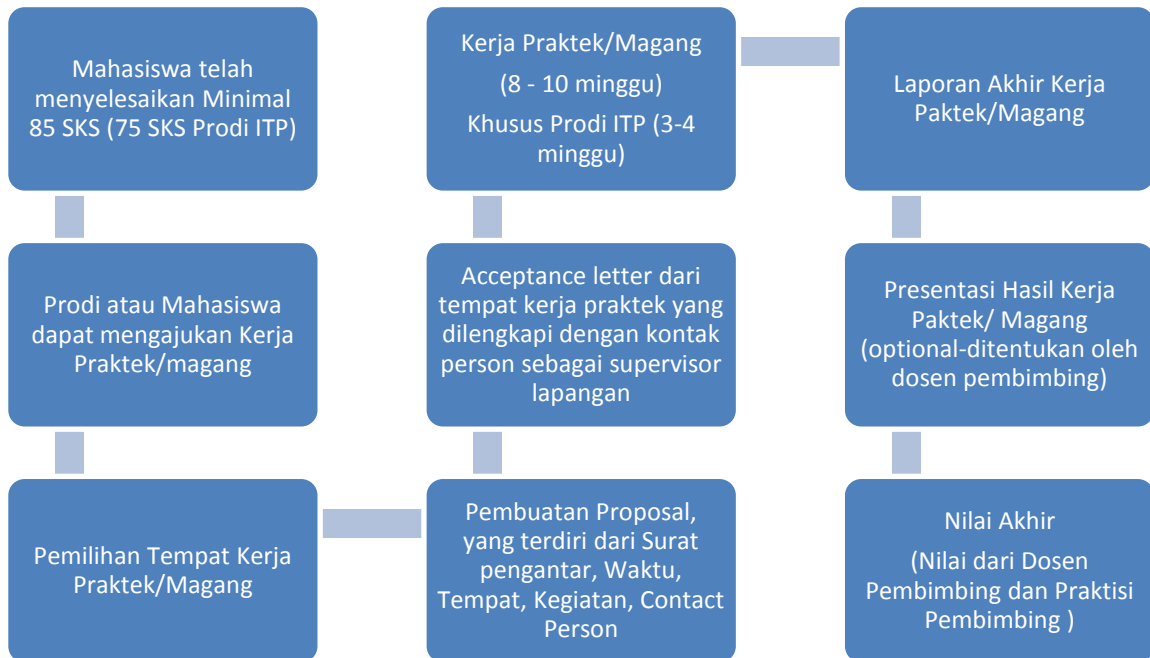 Mahasiswa telah
menyelesaikan Minimal
85 SKS (75 SKS Prodi ITP)
Prodi atau Mahasiswa
dapat mengajukan Kerja
Praktek/magang
Pemilihan Tempat Kerja
Praktek/Magang
Pembuatan Proposal,
yang terdiri dari Surat
pengantar, Waktu,
Tempat, Kegiatan, Contact
Person
Acceptance letter dari
tempat kerja praktek yang
dilengkapi dengan kontak
person sebagai supervisor
lapangan
Kerja Praktek/Magang
(8 - 10 minggu)
Khusus Prodi ITP (3-4
minggu)
Laporan Akhir Kerja
Paktek/Magang
Presentasi Hasil Kerja
Paktek/ Magang
(optional-ditentukan oleh
dosen pembimbing)
Nilai Akhir
(Nilai dari Dosen
Pembimbing dan Praktisi
Pembimbing )